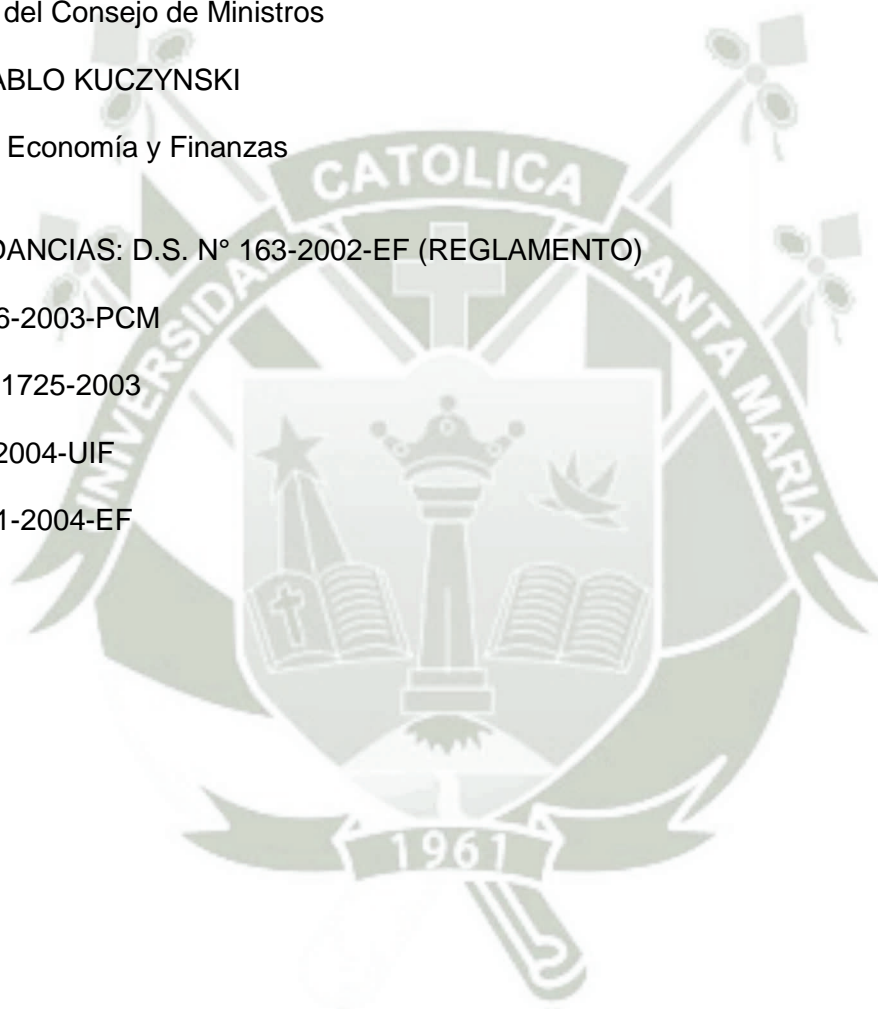 del Consejo de Ministros
ABLO KUCZYNSKI
Economía y Finanzas
DANCIAS: D.S. N° 163-2002-EF (REGLAMENTO)
6-2003-PCM
1725-2003
2004-UIF
1-2004-EF
UNIVERSIDAD CATOLICA SANTA MARIA
1961